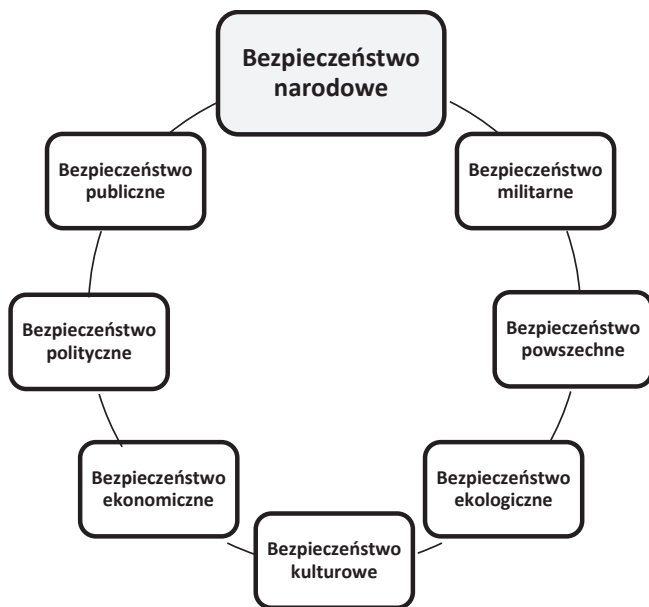 Bezpieczeństwo
narodowe
Bezpieczeństwo
publiczne
Bezpieczeństwo
militarne
Bezpieczeństwo
polityczne
Bezpieczeństwo
powszechne
Bezpieczeństwo
ekonomiczne
Bezpieczeństwo
ekologiczne
Bezpieczeństwo
kulturowe